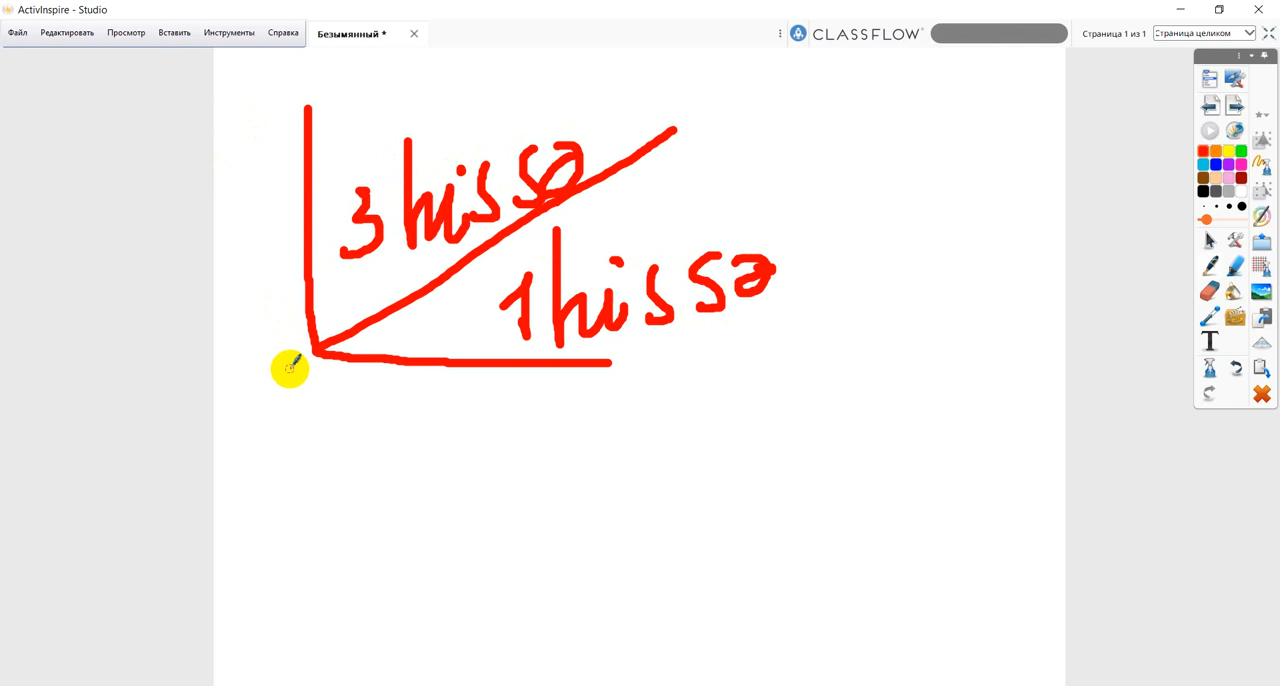 ActivInspire - Studio
Файл Редактировать Просмотр Вставить Инструменты Справка
Безымянный *
CLASSFLOW
Страница 1 из 1
Страница целиком
3 hissə
1 hissə
T